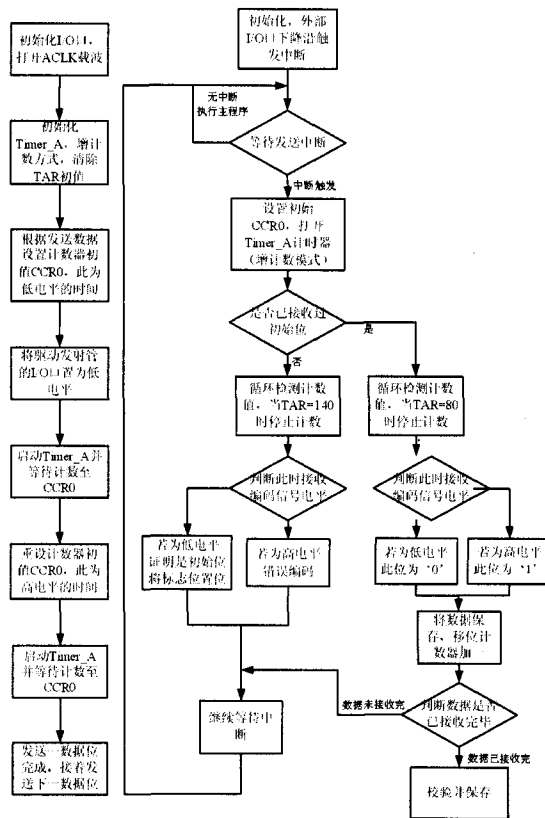 初始化I/O口,
打开ACLK载波
初始化
Timer_A, 增计
数方式, 清除
TAR初值
根据发送数据
设置计数器初
值CCR0, 此为
低电平的时间
将驱动发射管
的I/O口置为低
电平
启动Timer_A并
等待计数至
CCR0
重设计数器初
值CCR0, 此为
高电平的时间
启动Timer_A
并等待计数至
CCR0
发送一数据位
完成, 接着发
送下一数据位
初始化, 外部
I/O口下降沿触
发中断
无中断
执行主程序
等待发送中断
中断触发
设置初始
CCR0, 打开
Timer_A计时器
(增计数模式)
是否已接收过
初始位
否
是
循环检测计数
值, 当TAR=140
时停止计数
循环检测计数
值, 当TAR=80
时停止计数
判断此时接收
编码信号电平
判断此时接收
编码信号电平
若为低电平
证明是初始位
将标志位置位
若为高电平
错误编码
若为低电平
此位为‘0’
若为高电平
此位为‘1’
将数据保
存, 移位计
数器加一
数据未接收完
判断数据是否
已接收完毕
继续等待中
断
数据已接收完
校验并保存